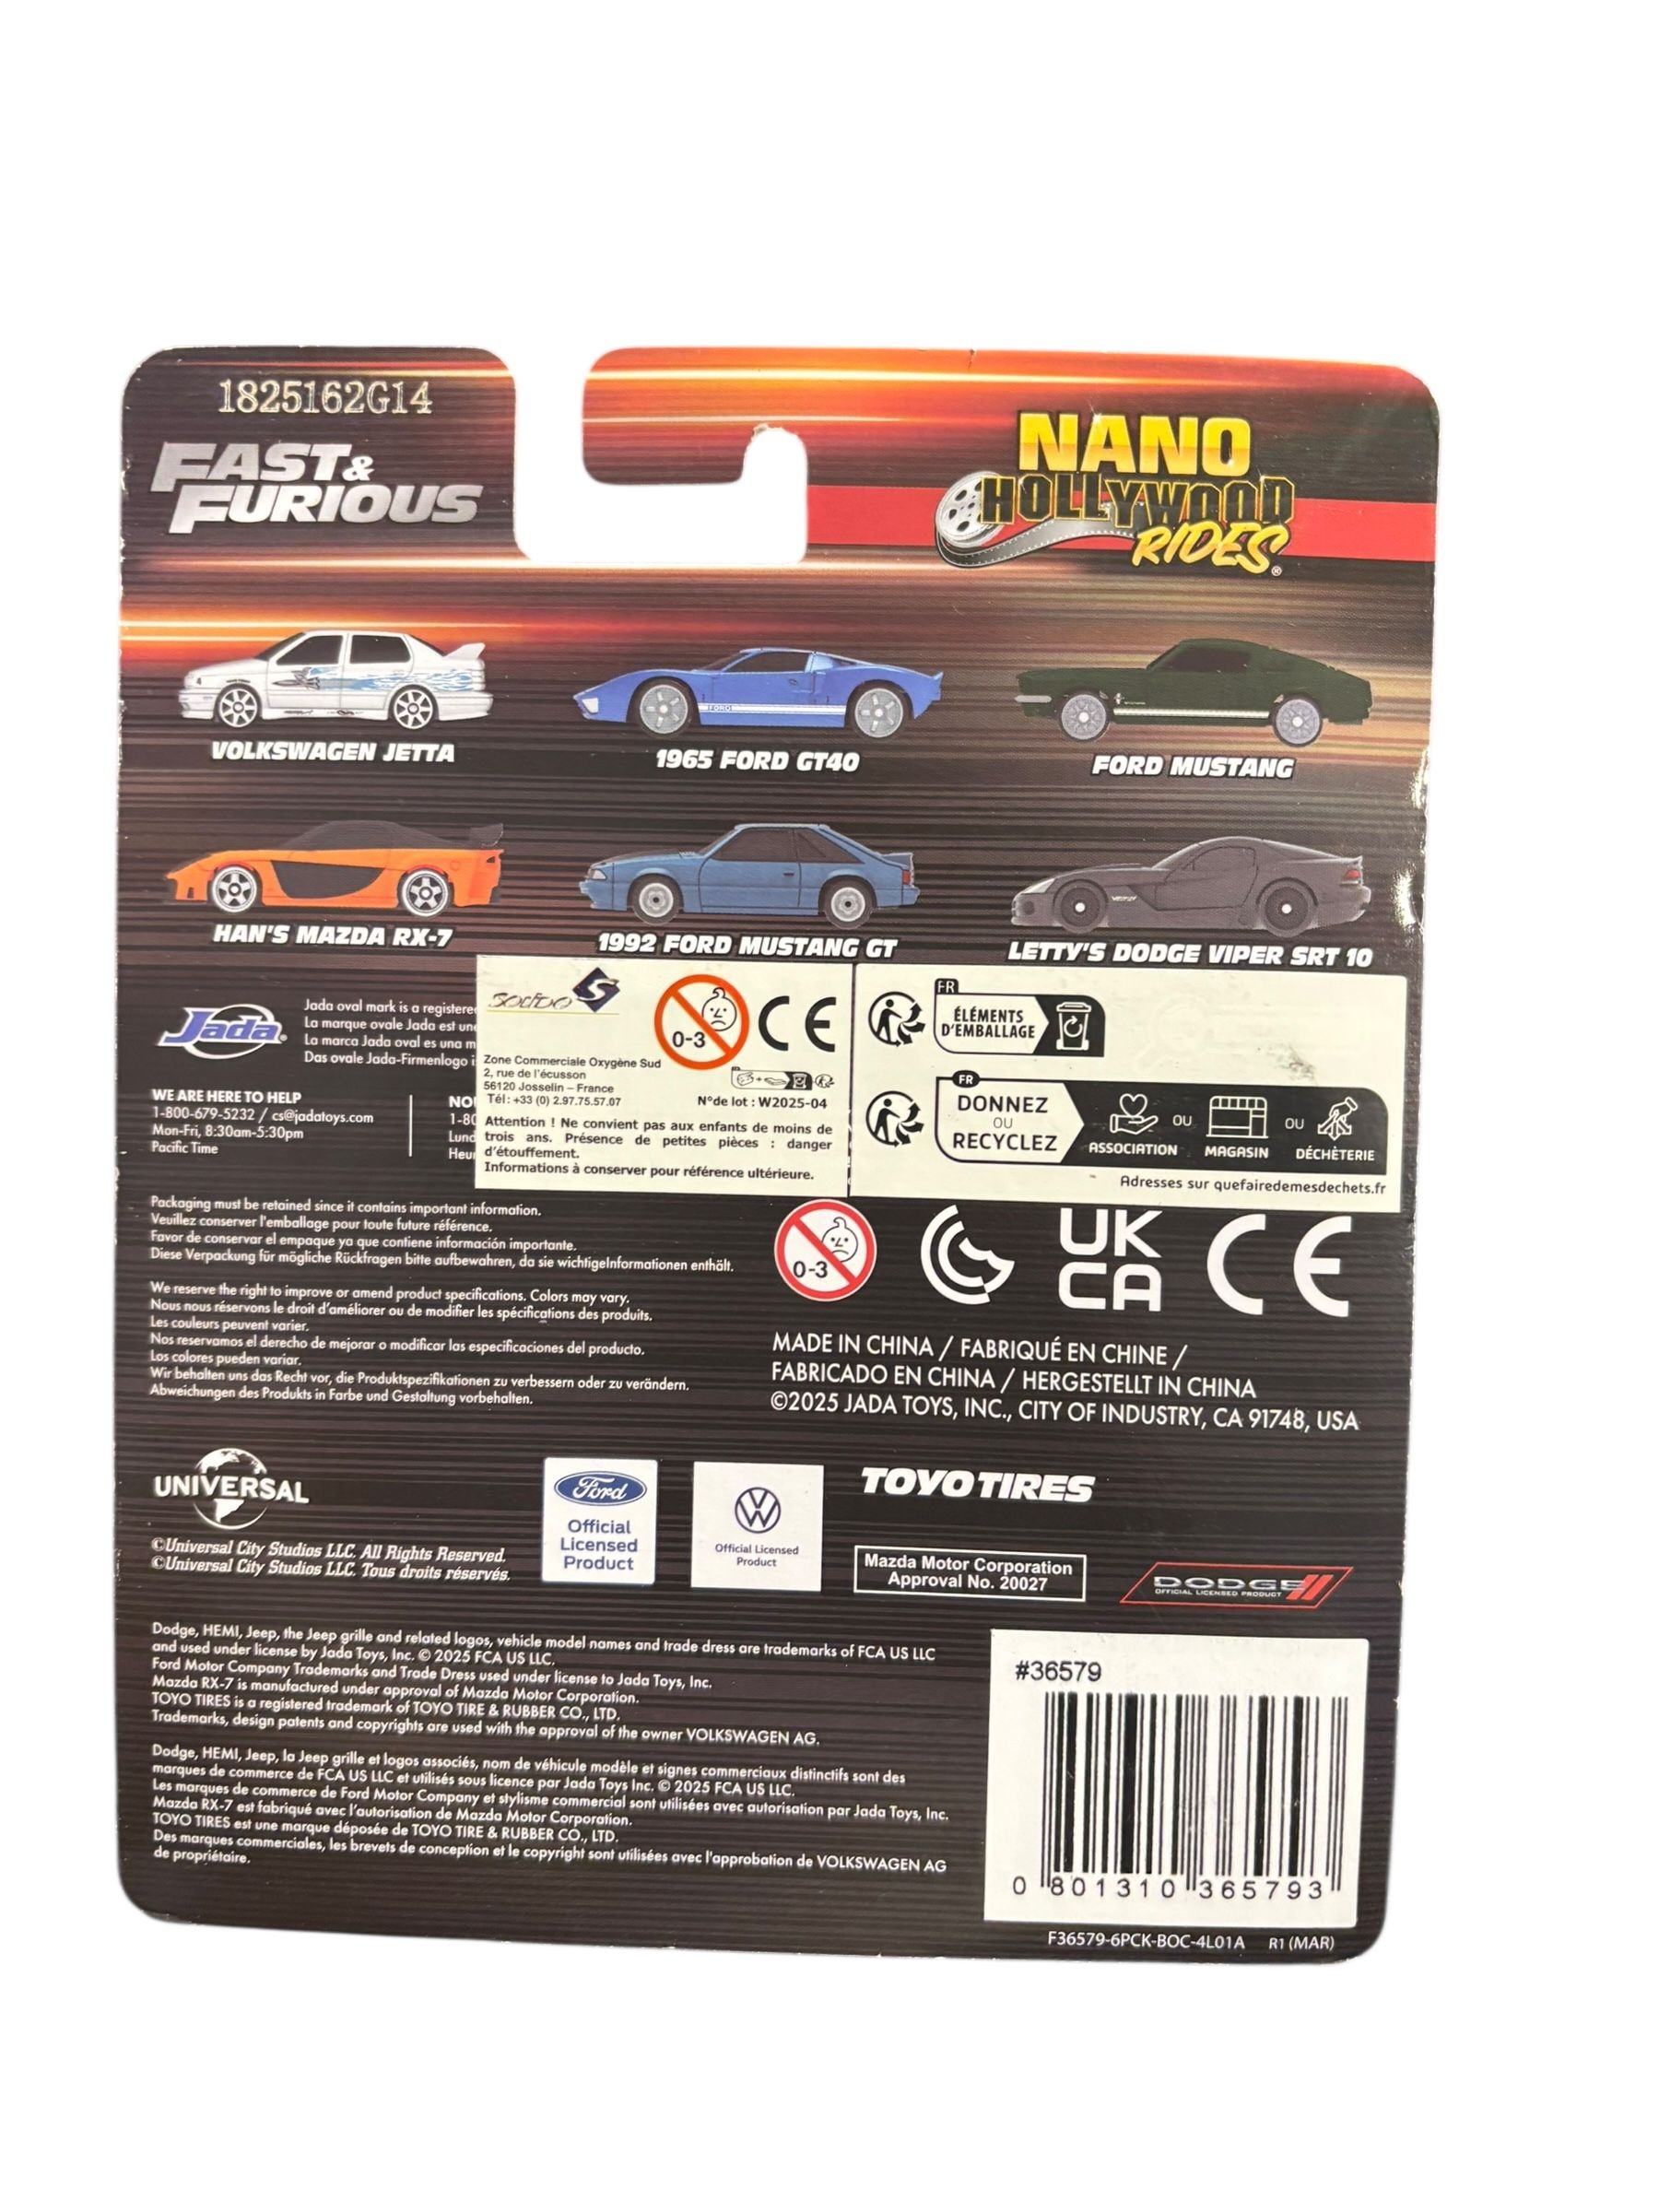 1825162G14
FAST &
FURIOUS
NANO
HOLLYWOOD
RIDES®
VOLKSWAGEN JETTA
1965 FORD GT40
FORD MUSTANG
HAN'S MAZDA RX-7
1992 FORD MUSTANG GT
LETTY'S DODGE VIPER SRT 10
Jada
Jada oval mark is a registere
La marque ovale Jada est une
La marca Jada oval es una m
Das ovale Jada-Firmenlogo i
WE ARE HERE TO HELP
1-800-679-5232 / cs@jadatoys.com
Mon-Fri, 8:30am-5:30pm
Pacific Time
NO
1-80
Lund
Heu
SOLIDO S
0-3
CE
Zone Commerciale Oxygène Sud
2, rue de l'écusson
56120 Josselin – France
Tél: +33 (0) 2.97.75.57.07
N°de lot : W2025-04
Attention ! Ne convient pas aux enfants de moins de
trois ans. Présence de petites pièces : danger
d'étouffement.
Informations à conserver pour référence ultérieure.
FR
ÉLÉMENTS
D'EMBALLAGE
FR
DONNEZ
OU
RECYCLEZ
OU
OU
ASSOCIATION
MAGASIN
DÉCHÈTERIE
Adresses sur quefairedemesdechets.fr
Packaging must be retained since it contains important information.
Veuillez conserver l'emballage pour toute future référence.
Favor de conservar el empaque ya que contiene información importante.
Diese Verpackung für mögliche Rückfragen bitte aufbewahren, da sie wichtigeInformationen enthält.
We reserve the right to improve or amend product specifications. Colors may vary.
Nous nous réservons le droit d'améliorer ou de modifier les spécifications des produits.
Les couleurs peuvent varier.
Nos reservamos el derecho de mejorar o modificar las especificaciones del producto.
Los colores pueden variar.
Wir behalten uns das Recht vor, die Produktspezifikationen zu verbessern oder zu verändern.
Abweichungen des Produkts in Farbe und Gestaltung vorbehalten.
0-3
UK
CA
CE
MADE IN CHINA / FABRIQUÉ EN CHINE /
FABRICADO EN CHINA / HERGESTELLT IN CHINA
©2025 JADA TOYS, INC., CITY OF INDUSTRY, CA 91748, USA
UNIVERSAL
©Universal City Studios LLC. All Rights Reserved.
©Universal City Studios LLC. Tous droits réservés.
Ford
Official
Licensed
Product
Official Licensed
Product
TOYO TIRES
Mazda Motor Corporation
Approval No. 20027
DODGE
OFFICIAL LICENSED PRODUCT
Dodge, HEMI, Jeep, the Jeep grille and related logos, vehicle model names and trade dress are trademarks of FCA US LLC
and used under license by Jada Toys, Inc. © 2025 FCA US LLC.
Ford Motor Company Trademarks and Trade Dress used under license to Jada Toys, Inc.
Mazda RX-7 is manufactured under approval of Mazda Motor Corporation.
TOYO TIRES is a registered trademark of TOYO TIRE & RUBBER CO., LTD.
Trademarks, design patents and copyrights are used with the approval of the owner VOLKSWAGEN AG.
Dodge, HEMI, Jeep, la Jeep grille et logos associés, nom de véhicule modèle et signes commerciaux distinctifs sont des
marques de commerce de FCA US LLC et utilisés sous licence par Jada Toys Inc. © 2025 FCA US LLC.
Les marques de commerce de Ford Motor Company et stylisme commercial sont utilisées avec autorisation par Jada Toys, Inc.
Mazda RX-7 est fabriqué avec l'autorisation de Mazda Motor Corporation.
TOYO TIRES est une marque déposée de TOYO TIRE & RUBBER CO., LTD.
Des marques commerciales, les brevets de conception et le copyright sont utilisées avec l'approbation de VOLKSWAGEN AG
de propriétaire.
#36579
0 801310 365793
F36579-6PCK-BOC-4L01A R1 (MAR)